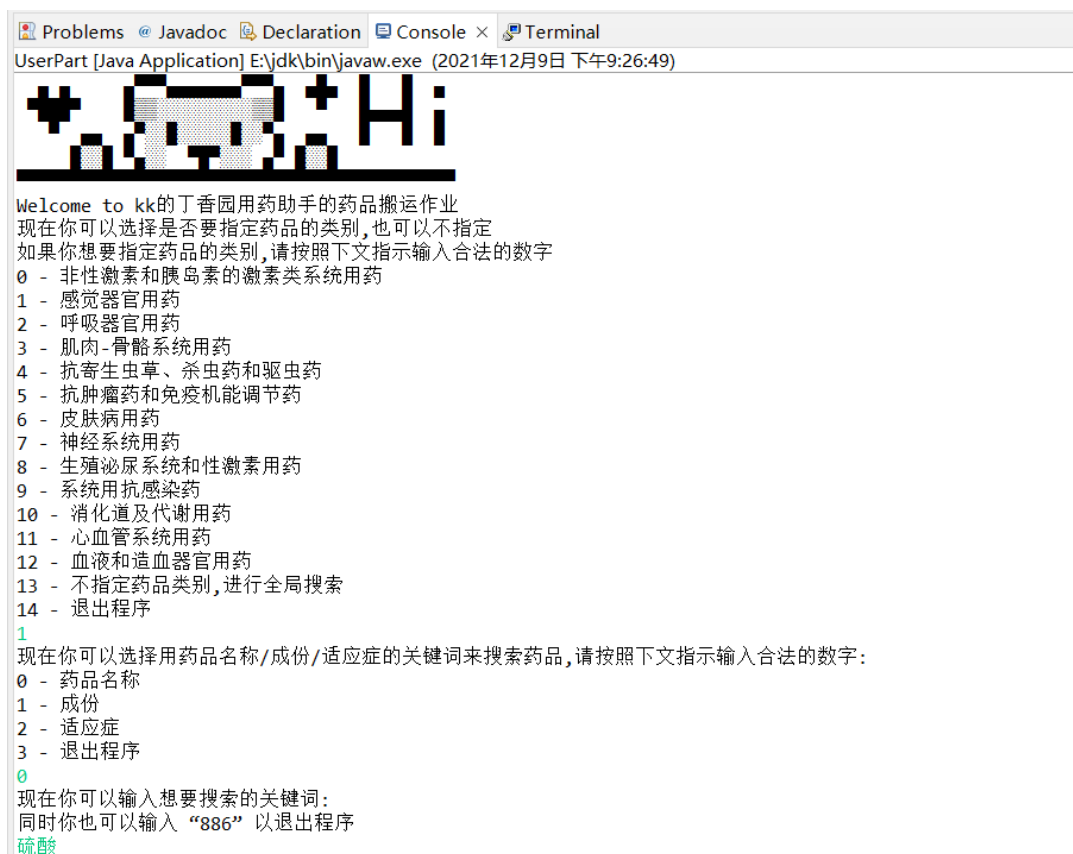 Problems @ Javadoc Declaration Console × Terminal
UserPart [Java Application] E:\jdk\bin\javaw.exe (2021年12月9日 下午9:26:49)
Hi
Welcome to kk的丁香园用药助手的药品搬运作业
现在你可以选择是否要指定药品的类别,也可以不指定
如果你想要指定药品的类别,请按照下文指示输入合法的数字
0 - 非性激素和胰岛素的激素类系统用药
1 - 感觉器官用药
2 - 呼吸器官用药
3 - 肌肉-骨骼系统用药
4 - 抗寄生虫草、杀虫药和驱虫药
5 - 抗肿瘤药和免疫机能调节药
6 - 皮肤病用药
7 - 神经系统用药
8 - 生殖泌尿系统和性激素用药
9 - 系统用抗感染药
10 - 消化道及代谢用药
11 - 心血管系统用药
12 - 血液和造血器官用药
13 - 不指定药品类别,进行全局搜索
14 - 退出程序
1
现在你可以选择用药品名称/成份/适应症的关键词来搜索药品,请按照下文指示输入合法的数字:
0 - 药品名称
1 - 成份
2 - 适应症
3 - 退出程序
0
现在你可以输入想要搜索的关键词:
同时你也可以输入 “886” 以退出程序
硫酸